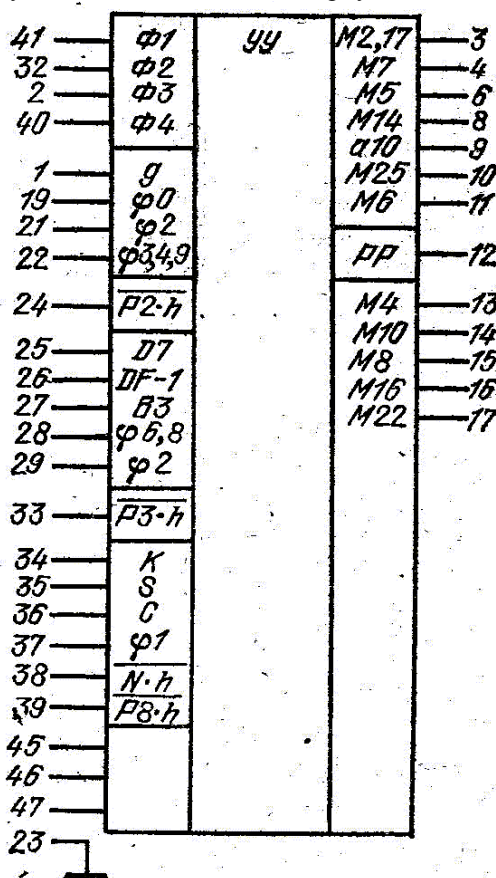 41 Ф1 УУ M2,17 3
32 Ф2 M7 4
2 Ф3 M5 6
40 Ф4 M14 8
a10 9
1 g M25 10
19 φ0 M6 11
21 φ2
22 φ3,4,9 PP 12
24 P2·h M4 13
M10 14
25 D7 M8 15
26 DF-1 M16 16
27 B3 M22 17
28 φ6,8
29 φ2
33 P3·h
34 K
35 S
36 C
37 φ1
38 N·h
39 P8·h
45
46
47
23